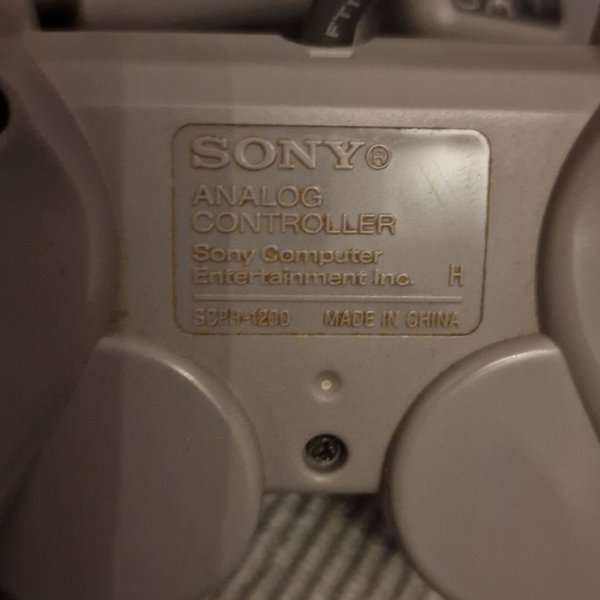 SONY®
ANALOG
CONTROLLER
Sony Computer
Entertainment Inc. H
SCPH-1200 MADE IN CHINA